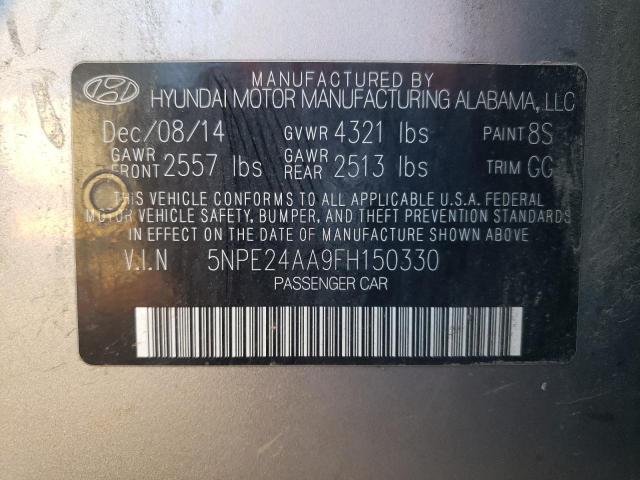 MANUFACTURED BY
HYUNDAI MOTOR MANUFACTURING ALABAMA, LLC
Dec/08/14 GVWR 4321 lbs PAINT 8S
GAWR FRONT 2557 lbs GAWR REAR 2513 lbs TRIM GG
THIS VEHICLE CONFORMS TO ALL APPLICABLE U.S.A. FEDERAL
MOTOR VEHICLE SAFETY, BUMPER, AND THEFT PREVENTION STANDARDS
IN EFFECT ON THE DATE OF MANUFACTURE SHOWN ABOVE.
V.I.N 5NPE24AA9FH150330
PASSENGER CAR